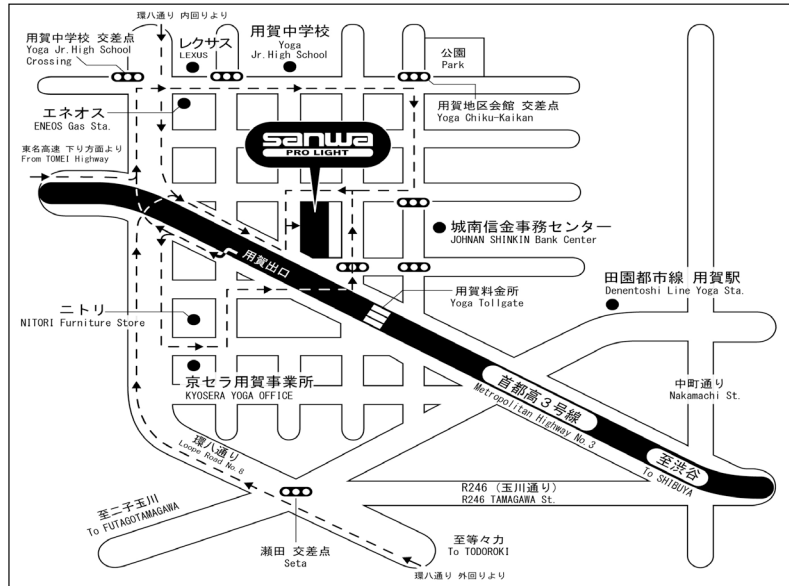 環八通り 内回りより
用賀中学校 交差点
Yoga Jr.High School
Crossing
レクサス
LEXUS
用賀中学校
Yoga
Jr.High School
公園
Park
エネオス
ENEOS Gas Sta.
用賀地区会館 交差点
Yoga Chiku-Kaikan
sanwa
PRO LIGHT
東名高速 下り方面より
From TOMEI Highway
城南信金事務センター
JOHNAN SHINKIN Bank Center
用賀出口
用賀料金所
Yoga Tollgate
田園都市線 用賀駅
Denentoshi Line Yoga Sta.
ニトリ
NITORI Furniture Store
京セラ用賀事業所
KYOSERA YOGA OFFICE
首都高3号線
Metropolitan Highway No.3
中町通り
Nakamachi St.
環八通り
Loope Road No.8
至渋谷
To SHIBUYA
至二子玉川
To FUTAGOTAMAGAWA
R246 (玉川通り)
R246 TAMAGAWA St.
瀬田 交差点
Seta
至等々力
To TODOROKI
環八通り 外回りより